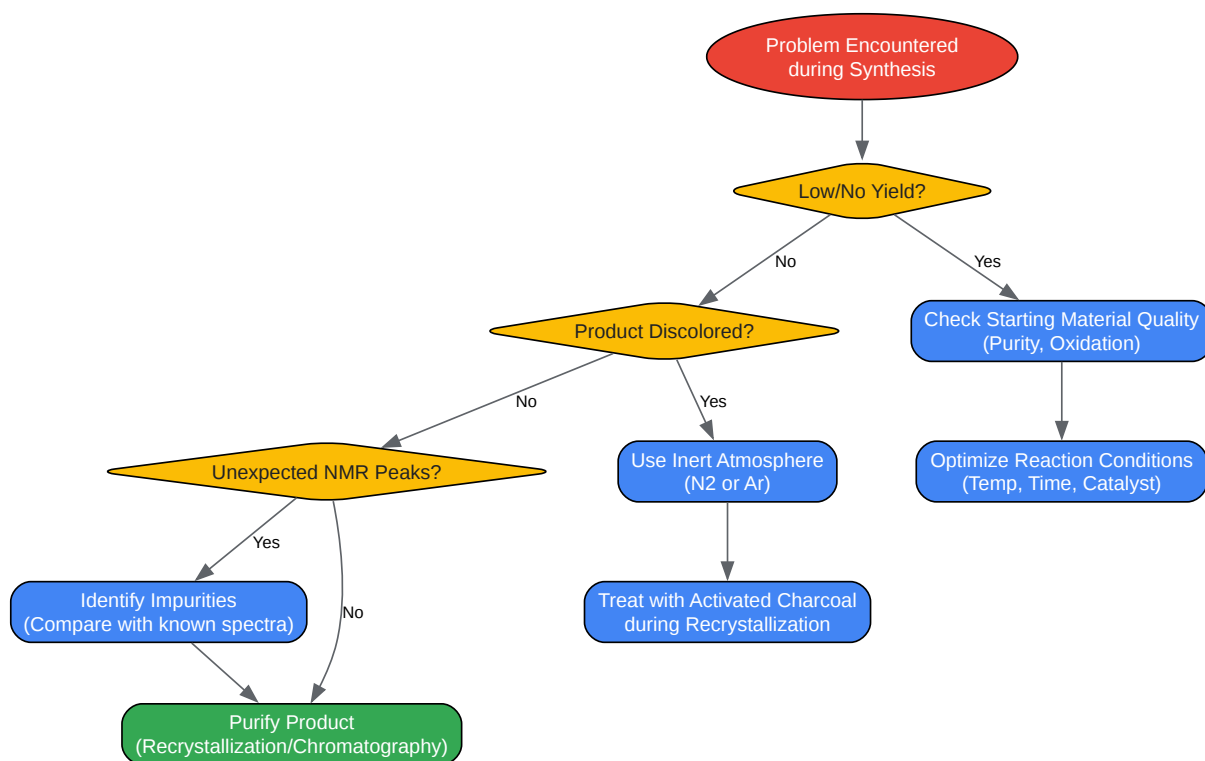 Problem Encountered
during Synthesis
Low/No Yield?
No
Yes
Product Discolored?
Check Starting Material Quality
(Purity, Oxidation)
No
Yes
Unexpected NMR Peaks?
Use Inert Atmosphere
(N2 or Ar)
Optimize Reaction Conditions
(Temp, Time, Catalyst)
Yes
No
Identify Impurities
(Compare with known spectra)
Treat with Activated Charcoal
during Recrystallization
Purify Product
(Recrystallization/Chromatography)